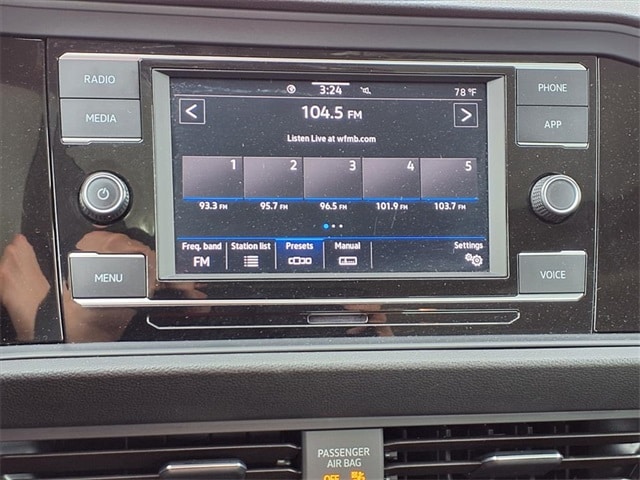 RADIO
MEDIA
MENU
PHONE
APP
VOICE
3:24
78 °F
104.5 FM
Listen Live at wfmb.com
1 2 3 4 5
93.3 FM 95.7 FM 96.5 FM 101.9 FM 103.7 FM
Freq. band Station list Presets Manual Settings
FM
PASSENGER
AIR BAG
OFF